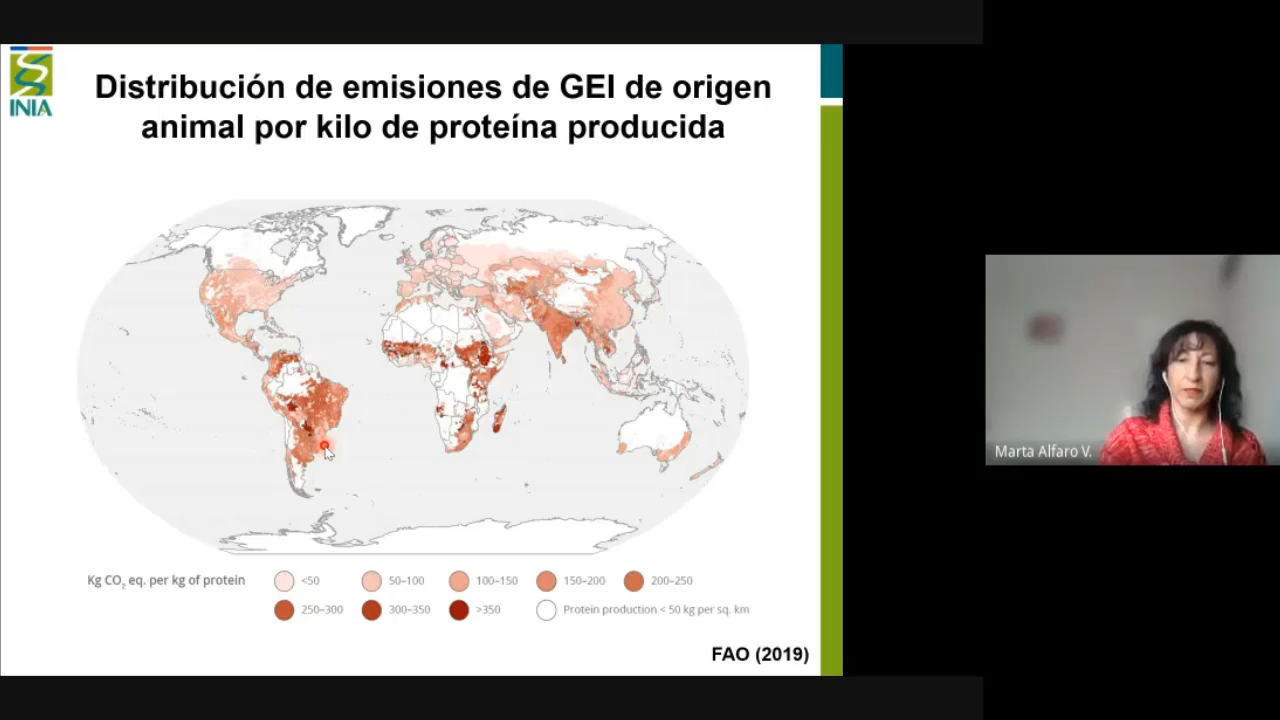 INIA
Distribución de emisiones de GEI de origen
animal por kilo de proteína producida
Kg CO₂ eq. per kg of protein
<50
50–100
100–150
150–200
200–250
250–300
300–350
>350
Protein production < 50 kg per sq. km
FAO (2019)
Marta Alfaro V.